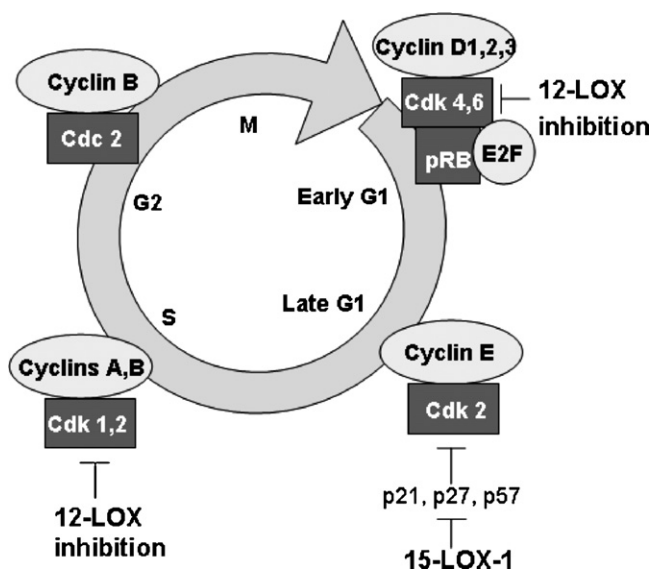 Cyclin D1,2,3
Cyclin B
Cdk 4,6
12-LOX
inhibition
Cdc 2
M
pRB
E2F
G2
Early G1
S
Late G1
Cyclins A,B
Cyclin E
Cdk 1,2
Cdk 2
p21, p27, p57
12-LOX
inhibition
15-LOX-1